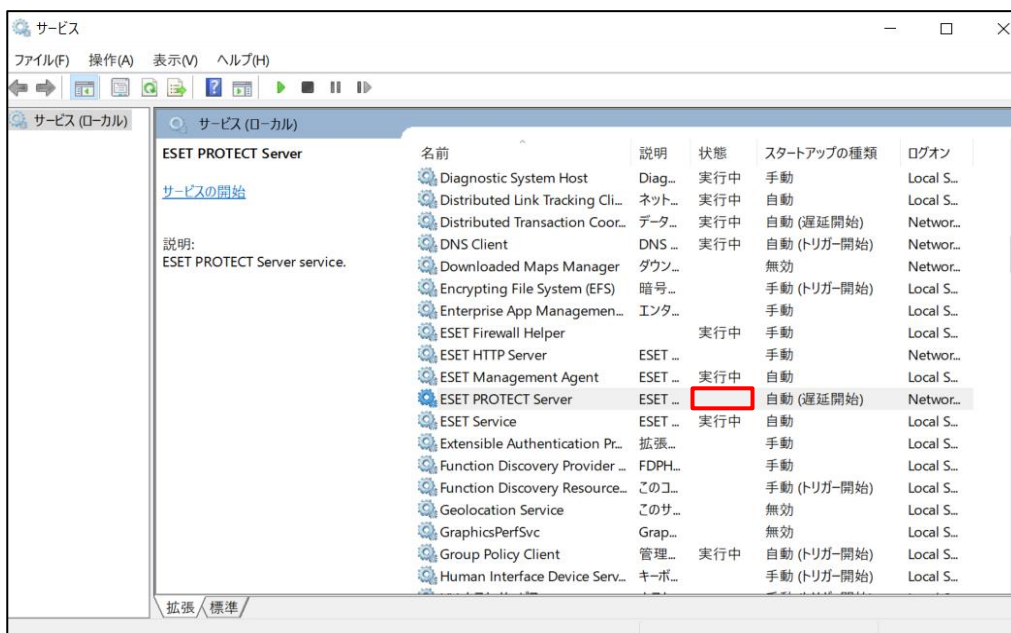 サービス
ファイル(F) 操作(A) 表示(V) ヘルプ(H)
サービス (ローカル)
サービス (ローカル)
ESET PROTECT Server
サービスの開始
説明:
ESET PROTECT Server service.
名前 説明 状態 スタートアップの種類 ログオン
Diagnostic System Host Diag... 実行中 手動 Local S...
Distributed Link Tracking Cli... ネット... 実行中 自動 Local S...
Distributed Transaction Coor... データ... 実行中 自動 (遅延開始) Networ...
DNS Client DNS ... 実行中 自動 (トリガー開始) Networ...
Downloaded Maps Manager ダウン... 無効 Networ...
Encrypting File System (EFS) 暗号... 手動 (トリガー開始) Local S...
Enterprise App Managemen... エンタ... 手動 Local S...
ESET Firewall Helper 実行中 手動 Local S...
ESET HTTP Server ESET ... 手動 Networ...
ESET Management Agent ESET ... 実行中 自動 Local S...
ESET PROTECT Server ESET ... 自動 (遅延開始) Networ...
ESET Service ESET ... 実行中 自動 Local S...
Extensible Authentication Pr... 拡張... 手動 Local S...
Function Discovery Provider ... FDPH... 手動 Local S...
Function Discovery Resource... このコ... 手動 (トリガー開始) Local S...
Geolocation Service このサ... 無効 Local S...
GraphicsPerfSvc Grap... 無効 Local S...
Group Policy Client 管理... 実行中 自動 (トリガー開始) Local S...
Human Interface Device Serv... キーボ... 手動 (トリガー開始) Local S...
拡張 標準